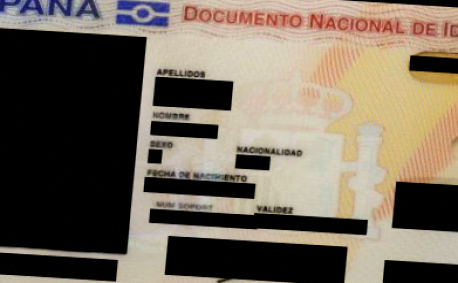 PAÑA DOCUMENTO NACIONAL DE ID
APELLIDOS
NOMBRE
SEXO NACIONALIDAD
FECHA DE NACIMIENTO
NUM SOPORT VALIDEZ